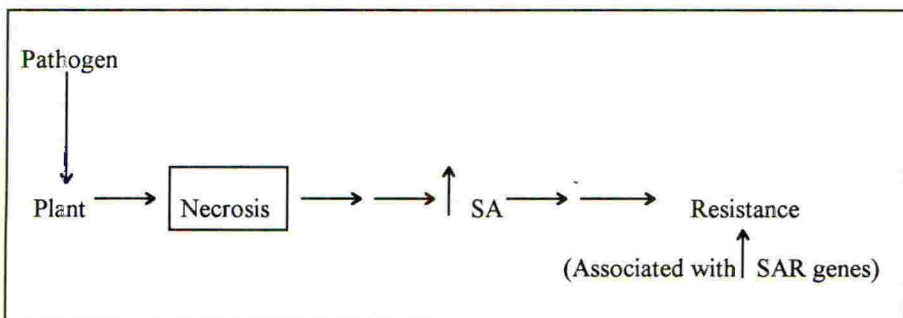 Pathogen
Plant Necrosis SA Resistance
(Associated with SAR genes)